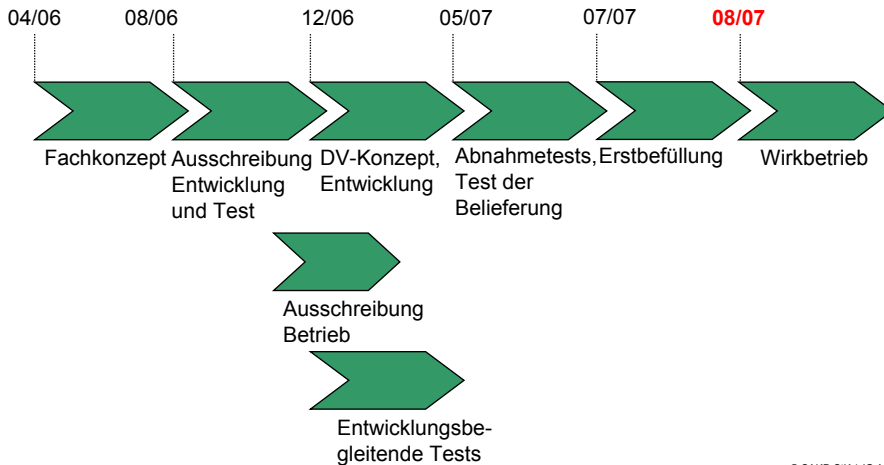 04/06 08/06 12/06 05/07 07/07 08/07
Fachkonzept
Ausschreibung
Entwicklung
und Test
DV-Konzept,
Entwicklung
Abnahmetests,
Test der
Belieferung
Erstbefüllung
Wirkbetrieb
Ausschreibung
Betrieb
Entwicklungsbe-
gleitende Tests